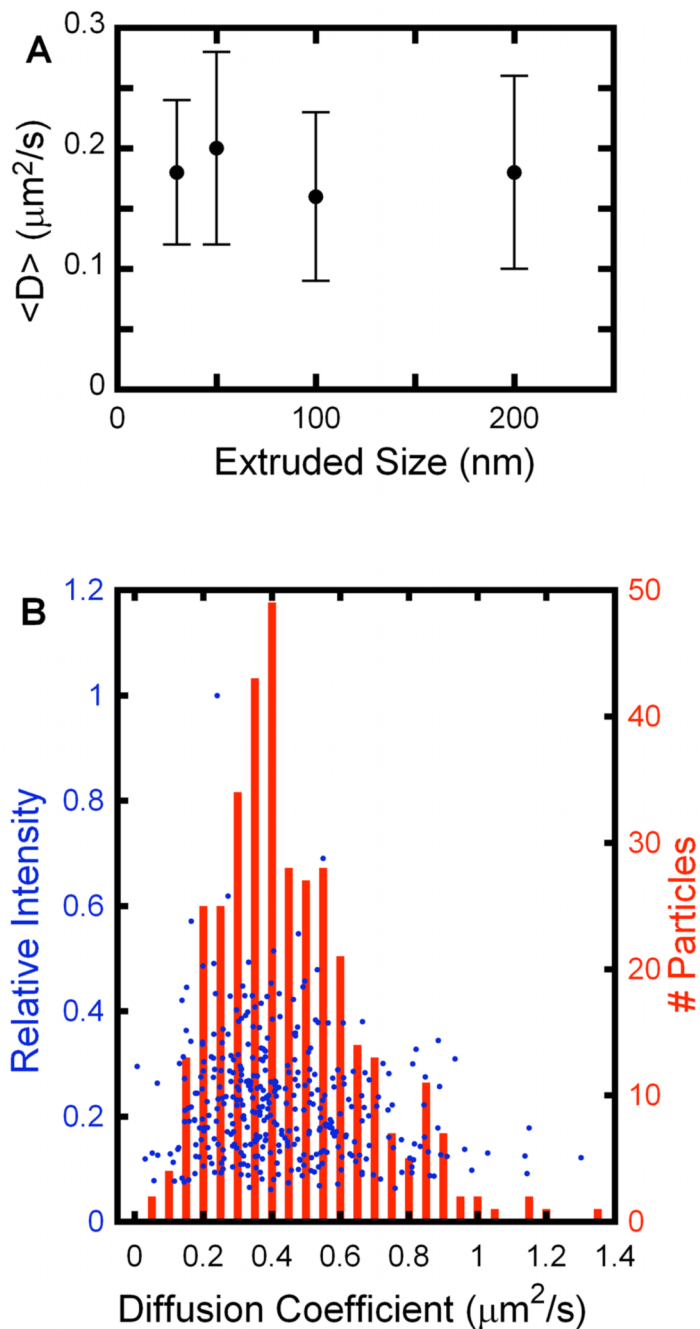 A
0.3
0.2
0.1
0
<D> (μm²/s)
0 100 200
Extruded Size (nm)
B
1.2
1
0.8
0.6
0.4
0.2
0
Relative Intensity
50
40
30
20
10
0
# Particles
0 0.2 0.4 0.6 0.8 1 1.2 1.4
Diffusion Coefficient (μm²/s)